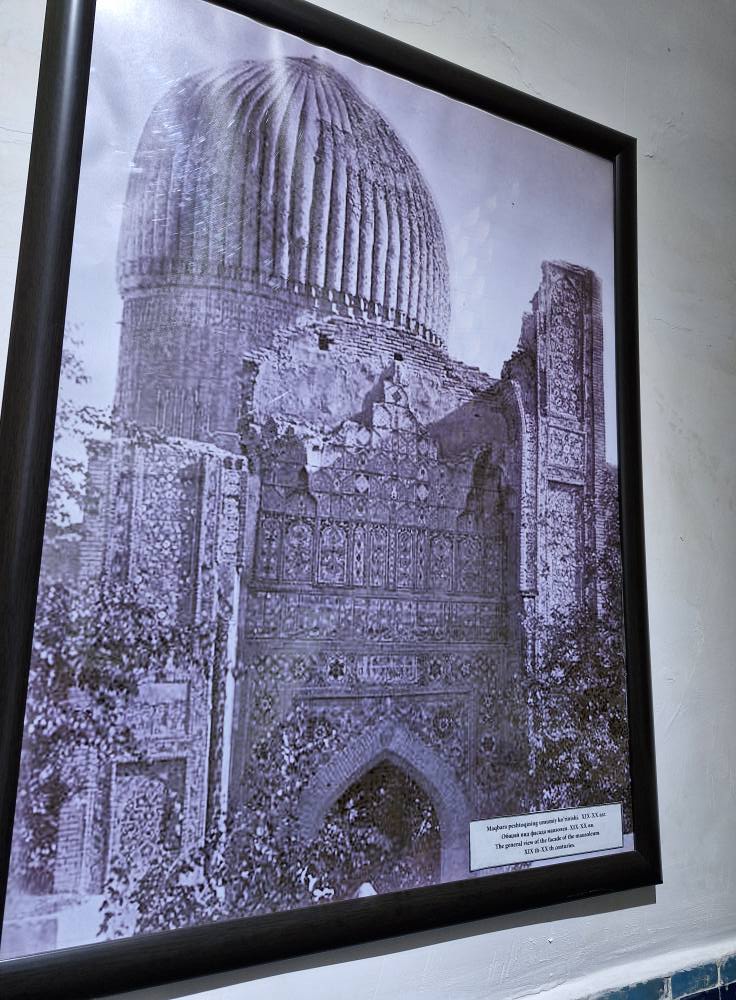 Maqbara peshtoqining umumiy ko'rinishi. XIX-XX asr.
Общий вид фасада мавзолея. XIX-XX вв.
The general view of the facade of the mausoleum.
XIX th-XX th centuries.